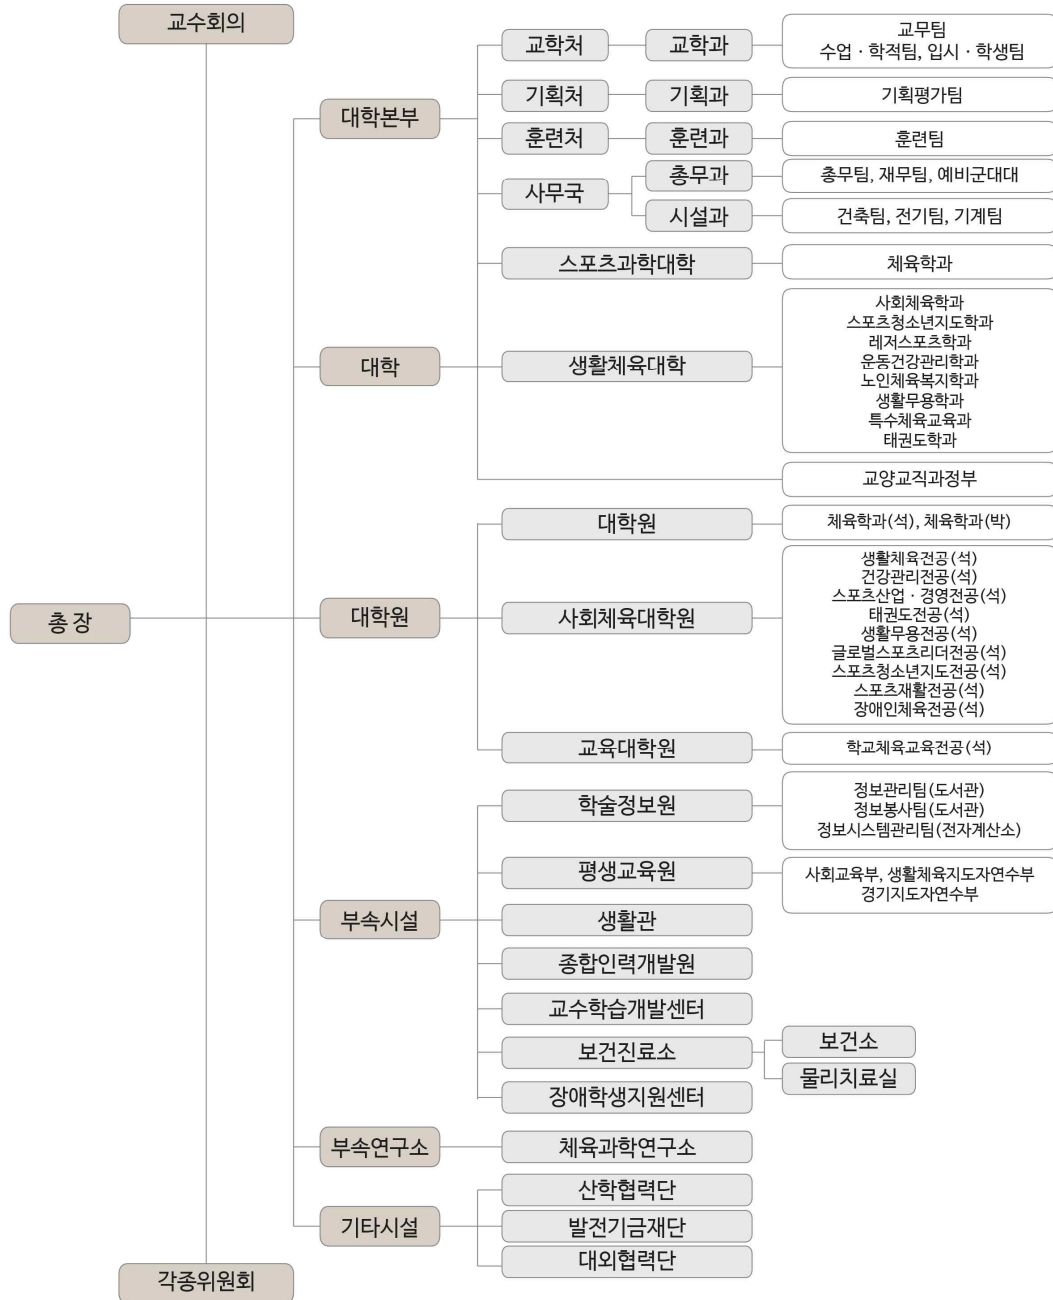 교수회의
교학처
교학과
교무팀
수업 · 학적팀, 입시 · 학생팀
대학본부
기획처
기획과
기획평가팀
훈련처
훈련과
훈련팀
사무국
총무과
총무팀, 재무팀, 예비군대대
시설과
건축팀, 전기팀, 기계팀
스포츠과학대학
체육학과
대학
생활체육대학
사회체육학과
스포츠청소년지도학과
레저스포츠학과
운동건강관리학과
노인체육복지학과
생활무용학과
특수체육교육과
태권도학과
교양교직과정부
총 장
대학원
대학원
체육학과(석), 체육학과(박)
사회체육대학원
생활체육전공(석)
건강관리전공(석)
스포츠산업 · 경영전공(석)
태권도전공(석)
생활무용전공(석)
글로벌스포츠리더전공(석)
스포츠청소년지도전공(석)
스포츠재활전공(석)
장애인체육전공(석)
교육대학원
학교체육교육전공(석)
부속시설
학술정보원
정보관리팀(도서관)
정보봉사팀(도서관)
정보시스템관리팀(전자계산소)
평생교육원
사회교육부, 생활체육지도자연수부
경기지도자연수부
생활관
종합인력개발원
교수학습개발센터
보건진료소
보건소
물리치료실
장애학생지원센터
부속연구소
체육과학연구소
기타시설
산학협력단
발전기금재단
대외협력단
각종위원회